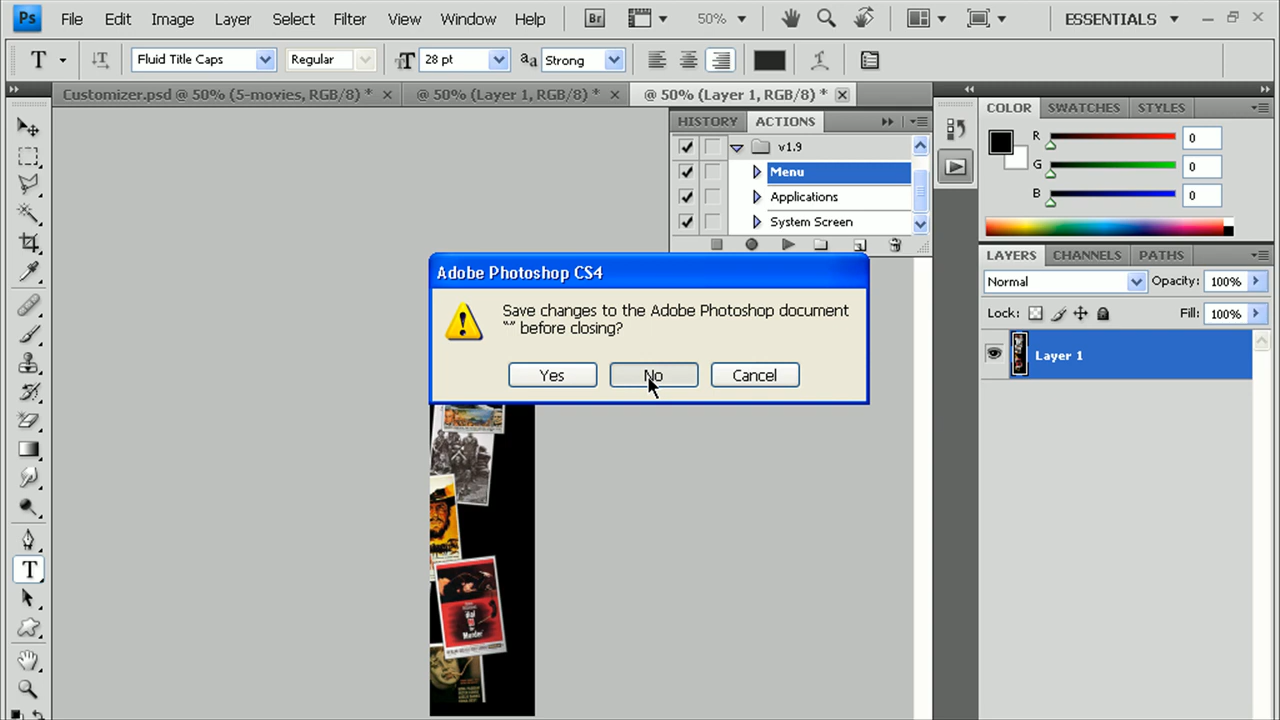 Ps File Edit Image Layer Select Filter View Window Help Br 50% ESSENTIALS
T Fluid Title Caps Regular 28 pt aa Strong
Customizer.psd @ 50% (5-movies, RGB/8) * @ 50% (Layer 1, RGB/8) * @ 50% (Layer 1, RGB/8) *
HISTORY ACTIONS
v1.9
Menu
Applications
System Screen
COLOR SWATCHES STYLES
R 0
G 0
B 0
LAYERS CHANNELS PATHS
Normal Opacity: 100%
Lock: Fill: 100%
Layer 1
Adobe Photoshop CS4
Save changes to the Adobe Photoshop document
“” before closing?
Yes No Cancel
T